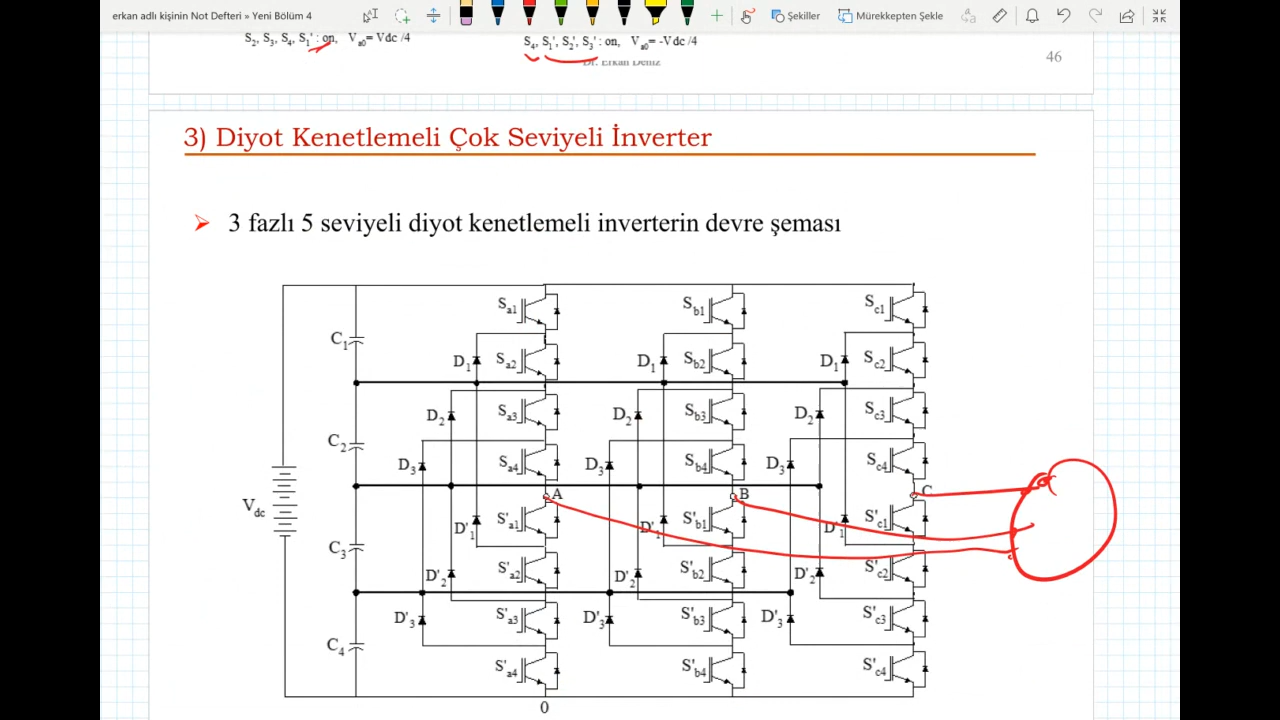 erkan adlı kişinin Not Defteri » Yeni Bölüm 4
Şekiller
Mürekkepten Şekle
S2, S3, S4, S1' : on, Va0= Vdc /4
S4, S1', S2', S3' : on, Va0= -Vdc /4
Dr. Erkan Deniz
46
3) Diyot Kenetlemeli Çok Seviyeli İnverter
➢ 3 fazlı 5 seviyeli diyot kenetlemeli inverterin devre şeması
Sa1 Sb1 Sc1
C1
D1 Sa2 D1 Sb2 D1 Sc2
D2 Sa3 D2 Sb3 D2 Sc3
C2
D3 Sa4 D3 Sb4 D3 Sc4
A B C
Vdc
D'1 S'a1 D'1 S'b1 D'1 S'c1
C3
D'2 S'a2 D'2 S'b2 D'2 S'c2
D'3 S'a3 D'3 S'b3 D'3 S'c3
C4
S'a4 S'b4 S'c4
0